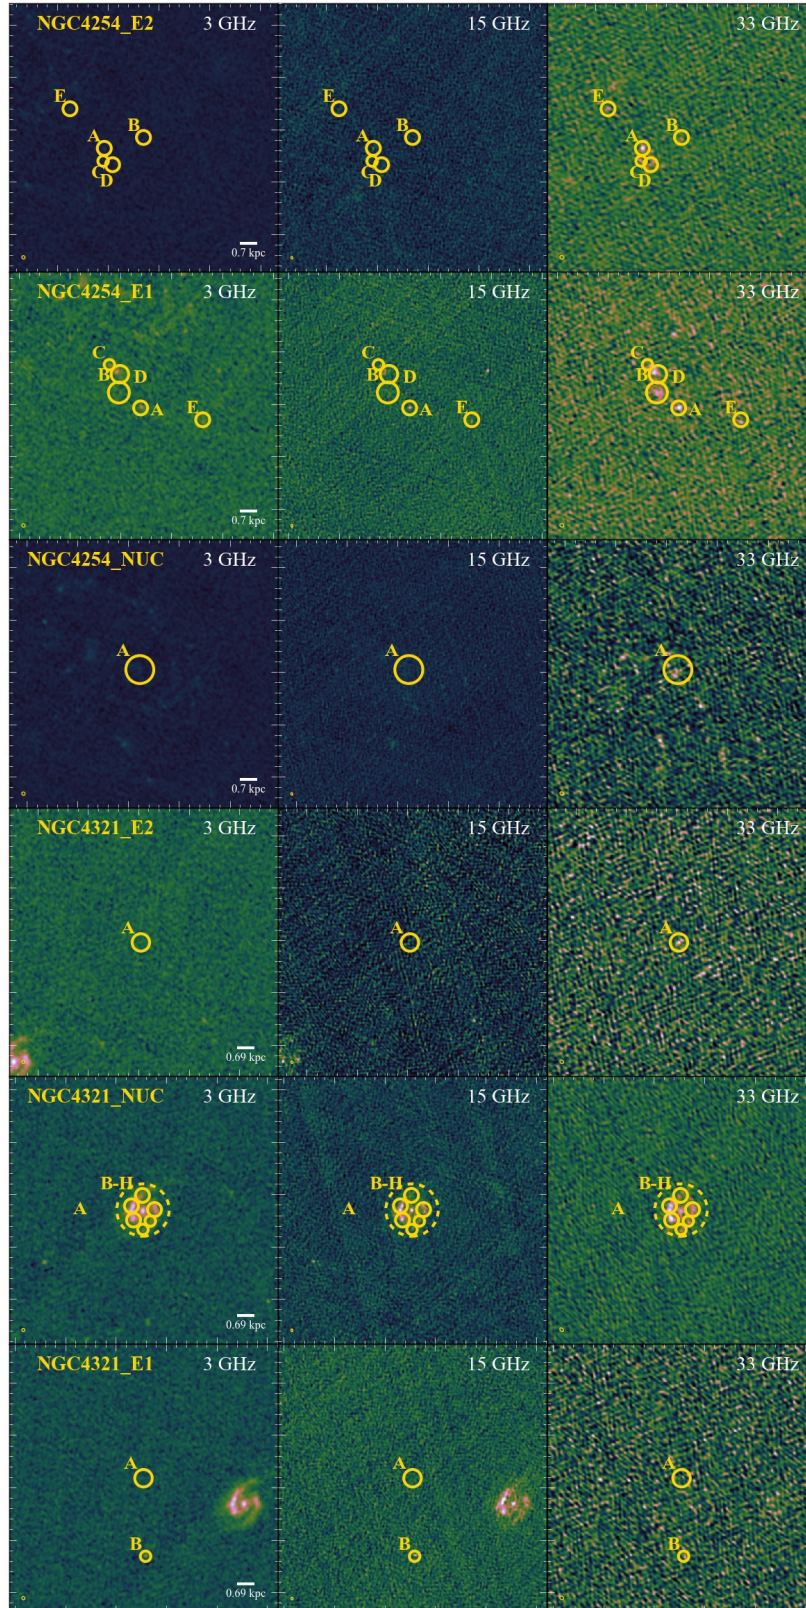 NGC4254_E2 3 GHz 15 GHz 33 GHz
E E E
A B A B A B
C D C D C D
0.7 kpc
NGC4254_E1 3 GHz 15 GHz 33 GHz
C C C
B D B D B D
A E A E A E
0.7 kpc
NGC4254_NUC 3 GHz 15 GHz 33 GHz
A A A
0.7 kpc
NGC4321_E2 3 GHz 15 GHz 33 GHz
A A A
0.69 kpc
NGC4321_NUC 3 GHz 15 GHz 33 GHz
B-H B-H B-H
A A A
0.69 kpc
NGC4321_E1 3 GHz 15 GHz 33 GHz
A A A
B B B
0.69 kpc